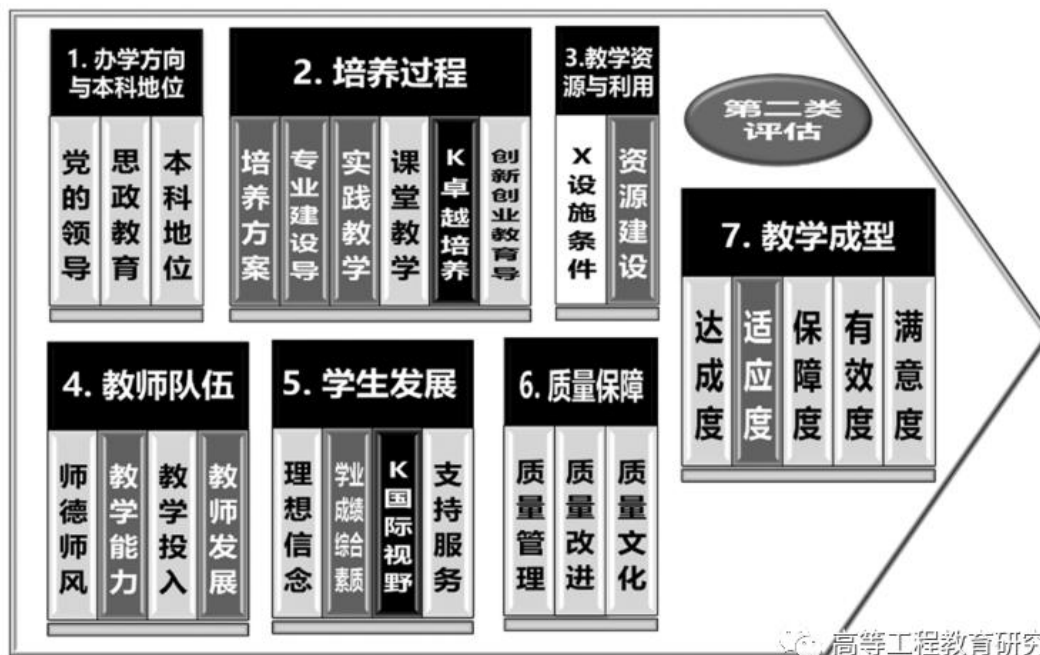 1. 办学方向
与本科地位
党的领导
思政教育
本科地位
2. 培养过程
培养方案
专业建设导
实践教学
课堂教学
K卓越培养
创新创业教育导
3.教学资
源与利用
X设施条件
资源建设
第二类
评估
7. 教学成型
达成度
适应度
保障度
有效度
满意度
4. 教师队伍
师德师风
教学能力
教学投入
教师发展
5. 学生发展
理想信念
学业
成绩
综合
素质
K国际视野
支持服务
6. 质量保障
质量管理
质量改进
质量文化
高等工程教育研究